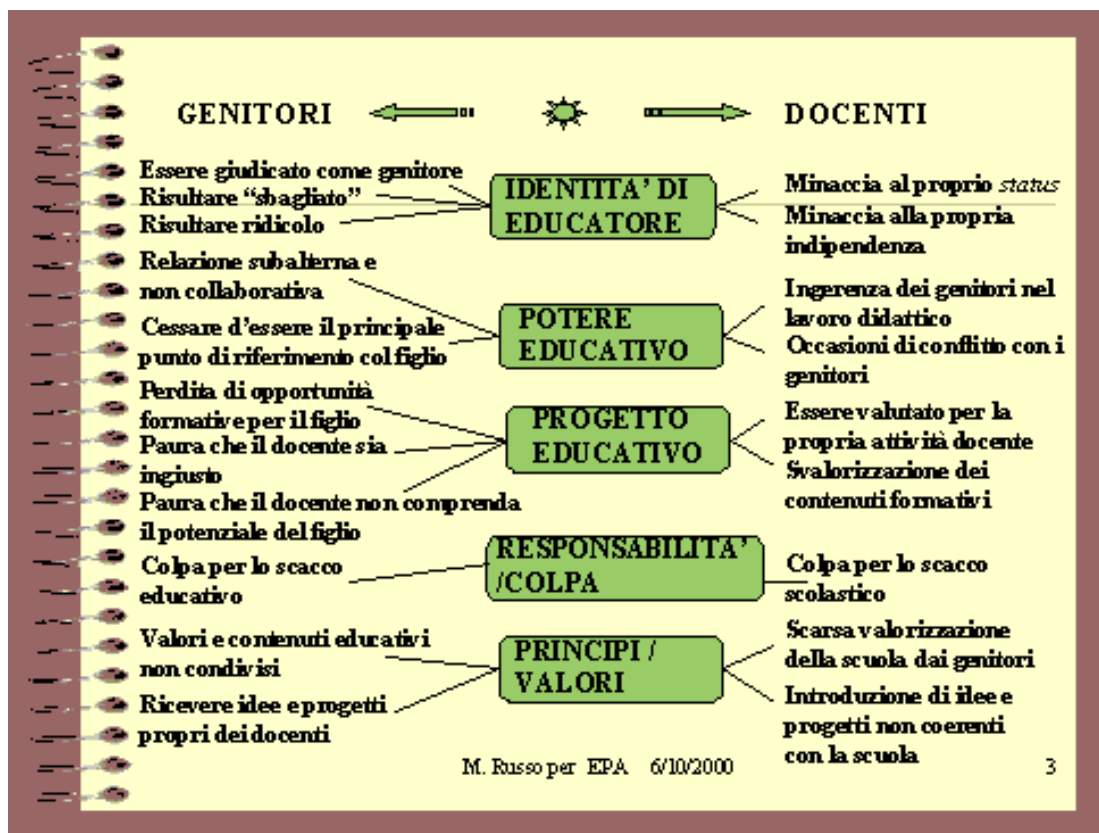 GENITORI
DOCENTI
Essere giudicato come genitore
Risultare “sbagliato”
Risultare ridicolo
IDENTITA’ DI
EDUCATORE
Minaccia al proprio status
Minaccia alla propria
indipendenza
Relazione subalterna e
non collaborativa
Cessare d’essere il principale
punto di riferimento col figlio
POTERE
EDUCATIVO
Ingerenza dei genitori nel
lavoro didattico
Occasioni di conflitto con i
genitori
Perdita di opportunità
formative per il figlio
Paura che il docente sia
ingiusto
Paura che il docente non comprenda
il potenziale del figlio
PROGETTO
EDUCATIVO
Essere valutato per la
propria attività docente
Svalorizzazione dei
contenuti formativi
Colpa per lo scacco
educativo
RESPONSABILITA’
/COLPA
Colpa per lo scacco
scolastico
Valori e contenuti educativi
non condivisi
Ricevere idee e progetti
propri dei docenti
PRINCIPI /
VALORI
Scarsa valorizzazione
della scuola dai genitori
Introduzione di idee e
progetti non coerenti
con la scuola
M. Russo per EPA 6/10/2000
3